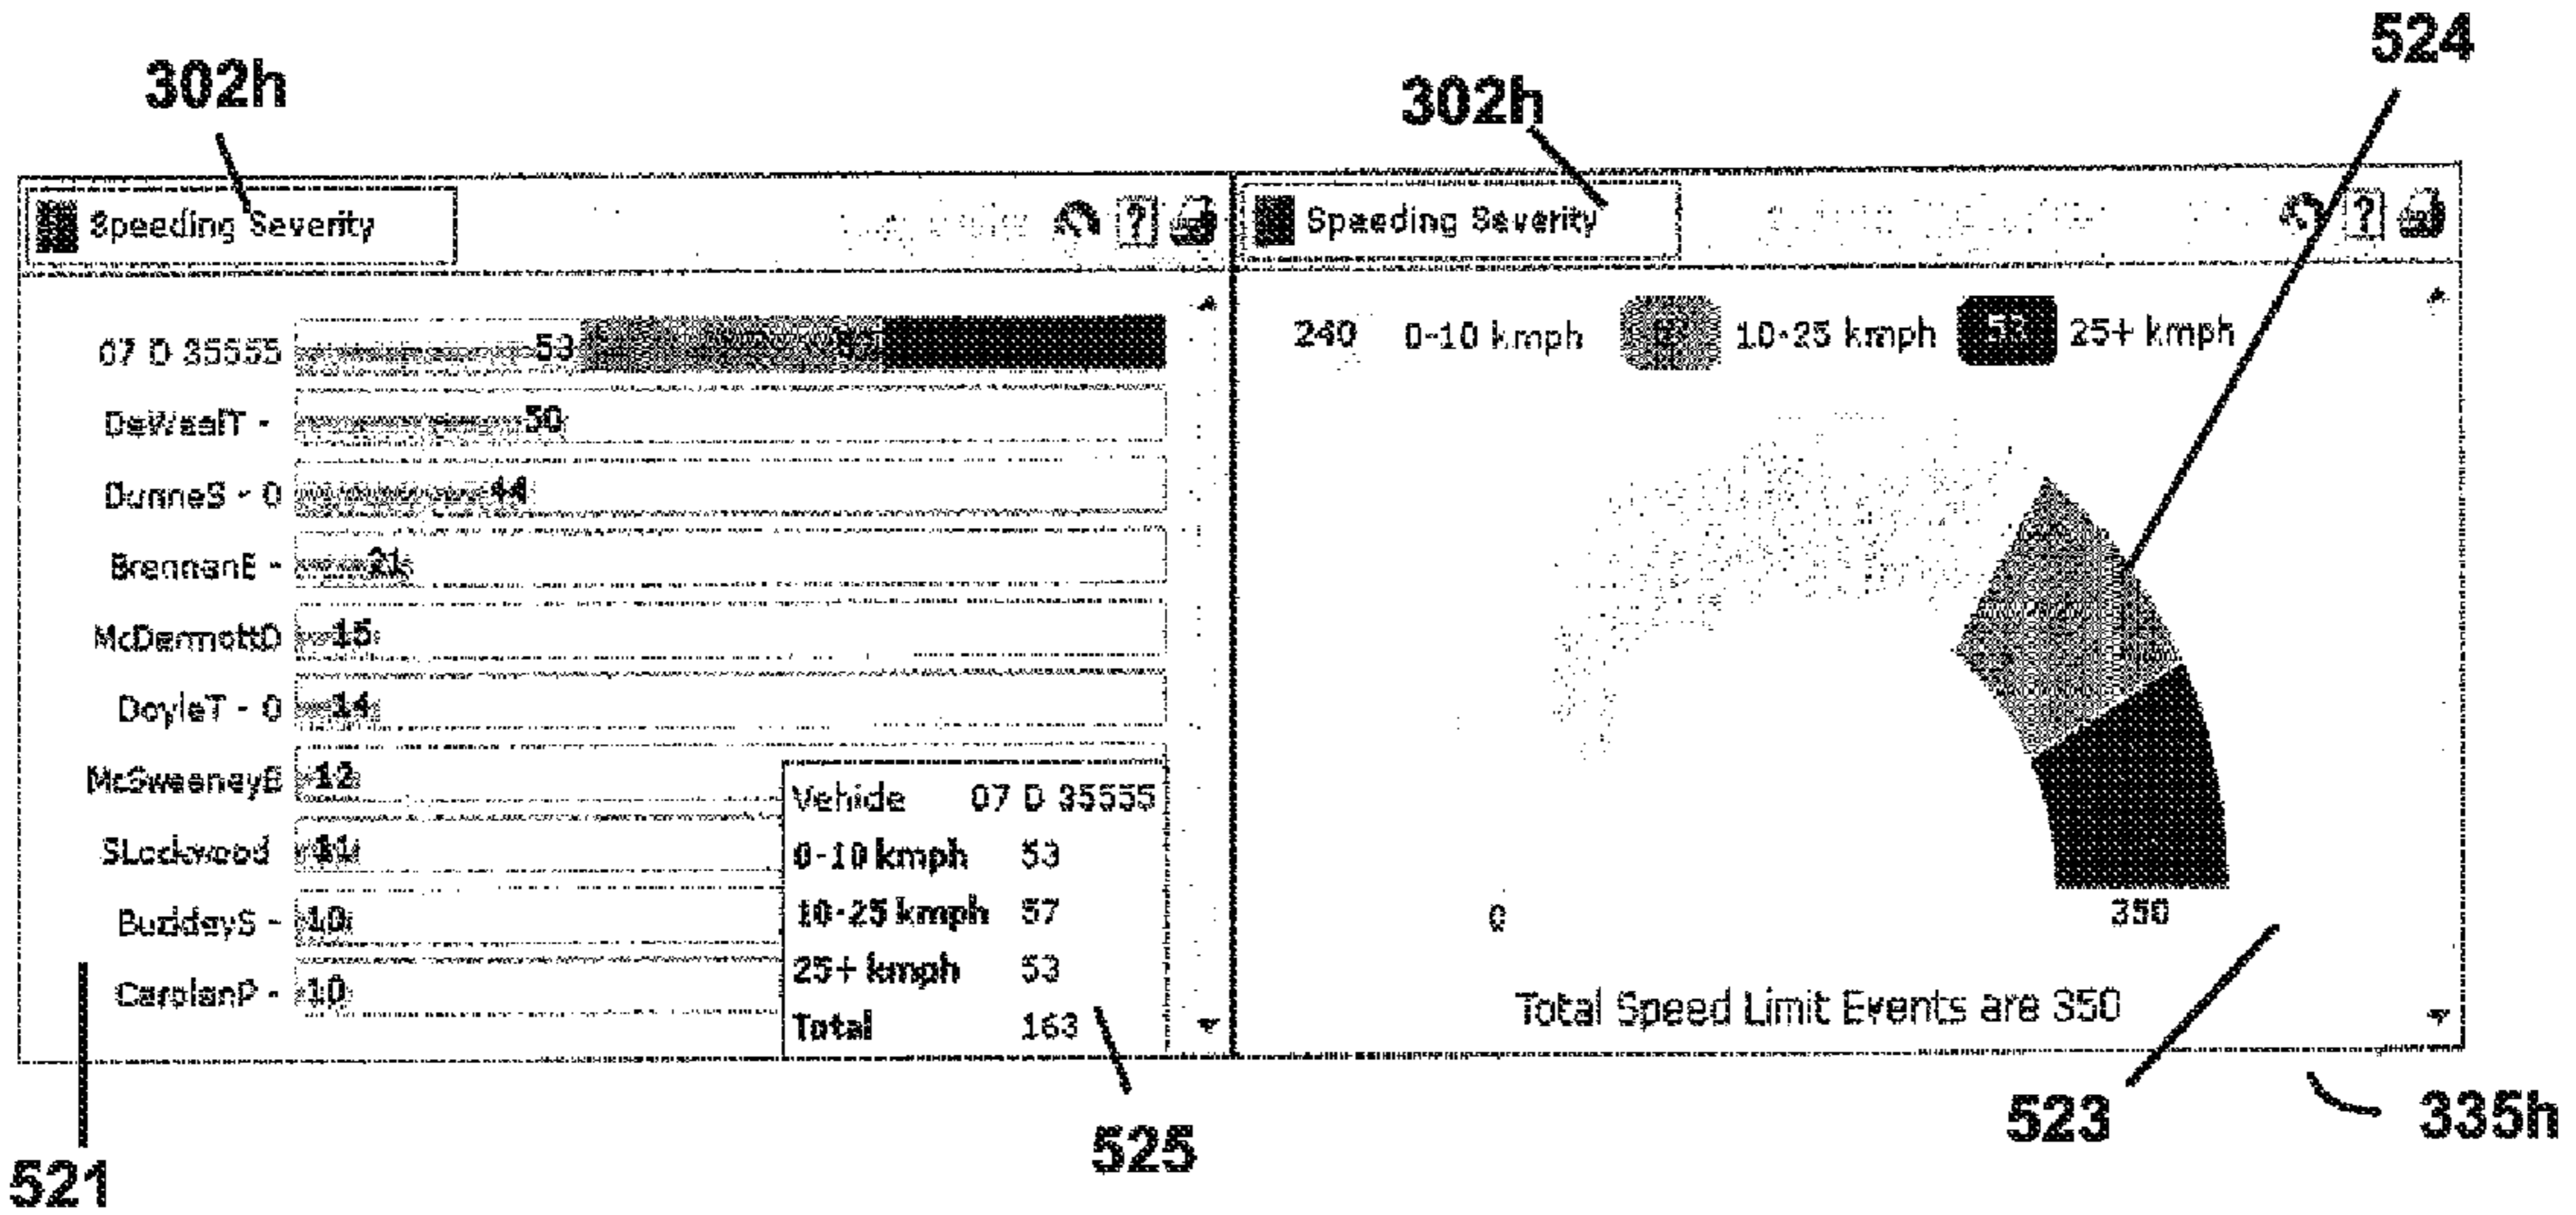 524
302h
302h
Speeding Severity
Speeding Severity
07 D 35555 53 57
240 0-10 kmph 10-25 kmph 53 25+ kmph
DeWaalT - 50
DunneS - 0 44
BrennanE - 21
McDermottD 15
DoyleT - 0 14
McSweeneyB 12
SLockwood 11
BuddayS - 10
CarolanP - 10
Vehicle 07 D 35555
0-10 kmph 53
10-25 kmph 57
25+ kmph 53
Total 163
0
350
Total Speed Limit Events are 350
523
335h
525
521